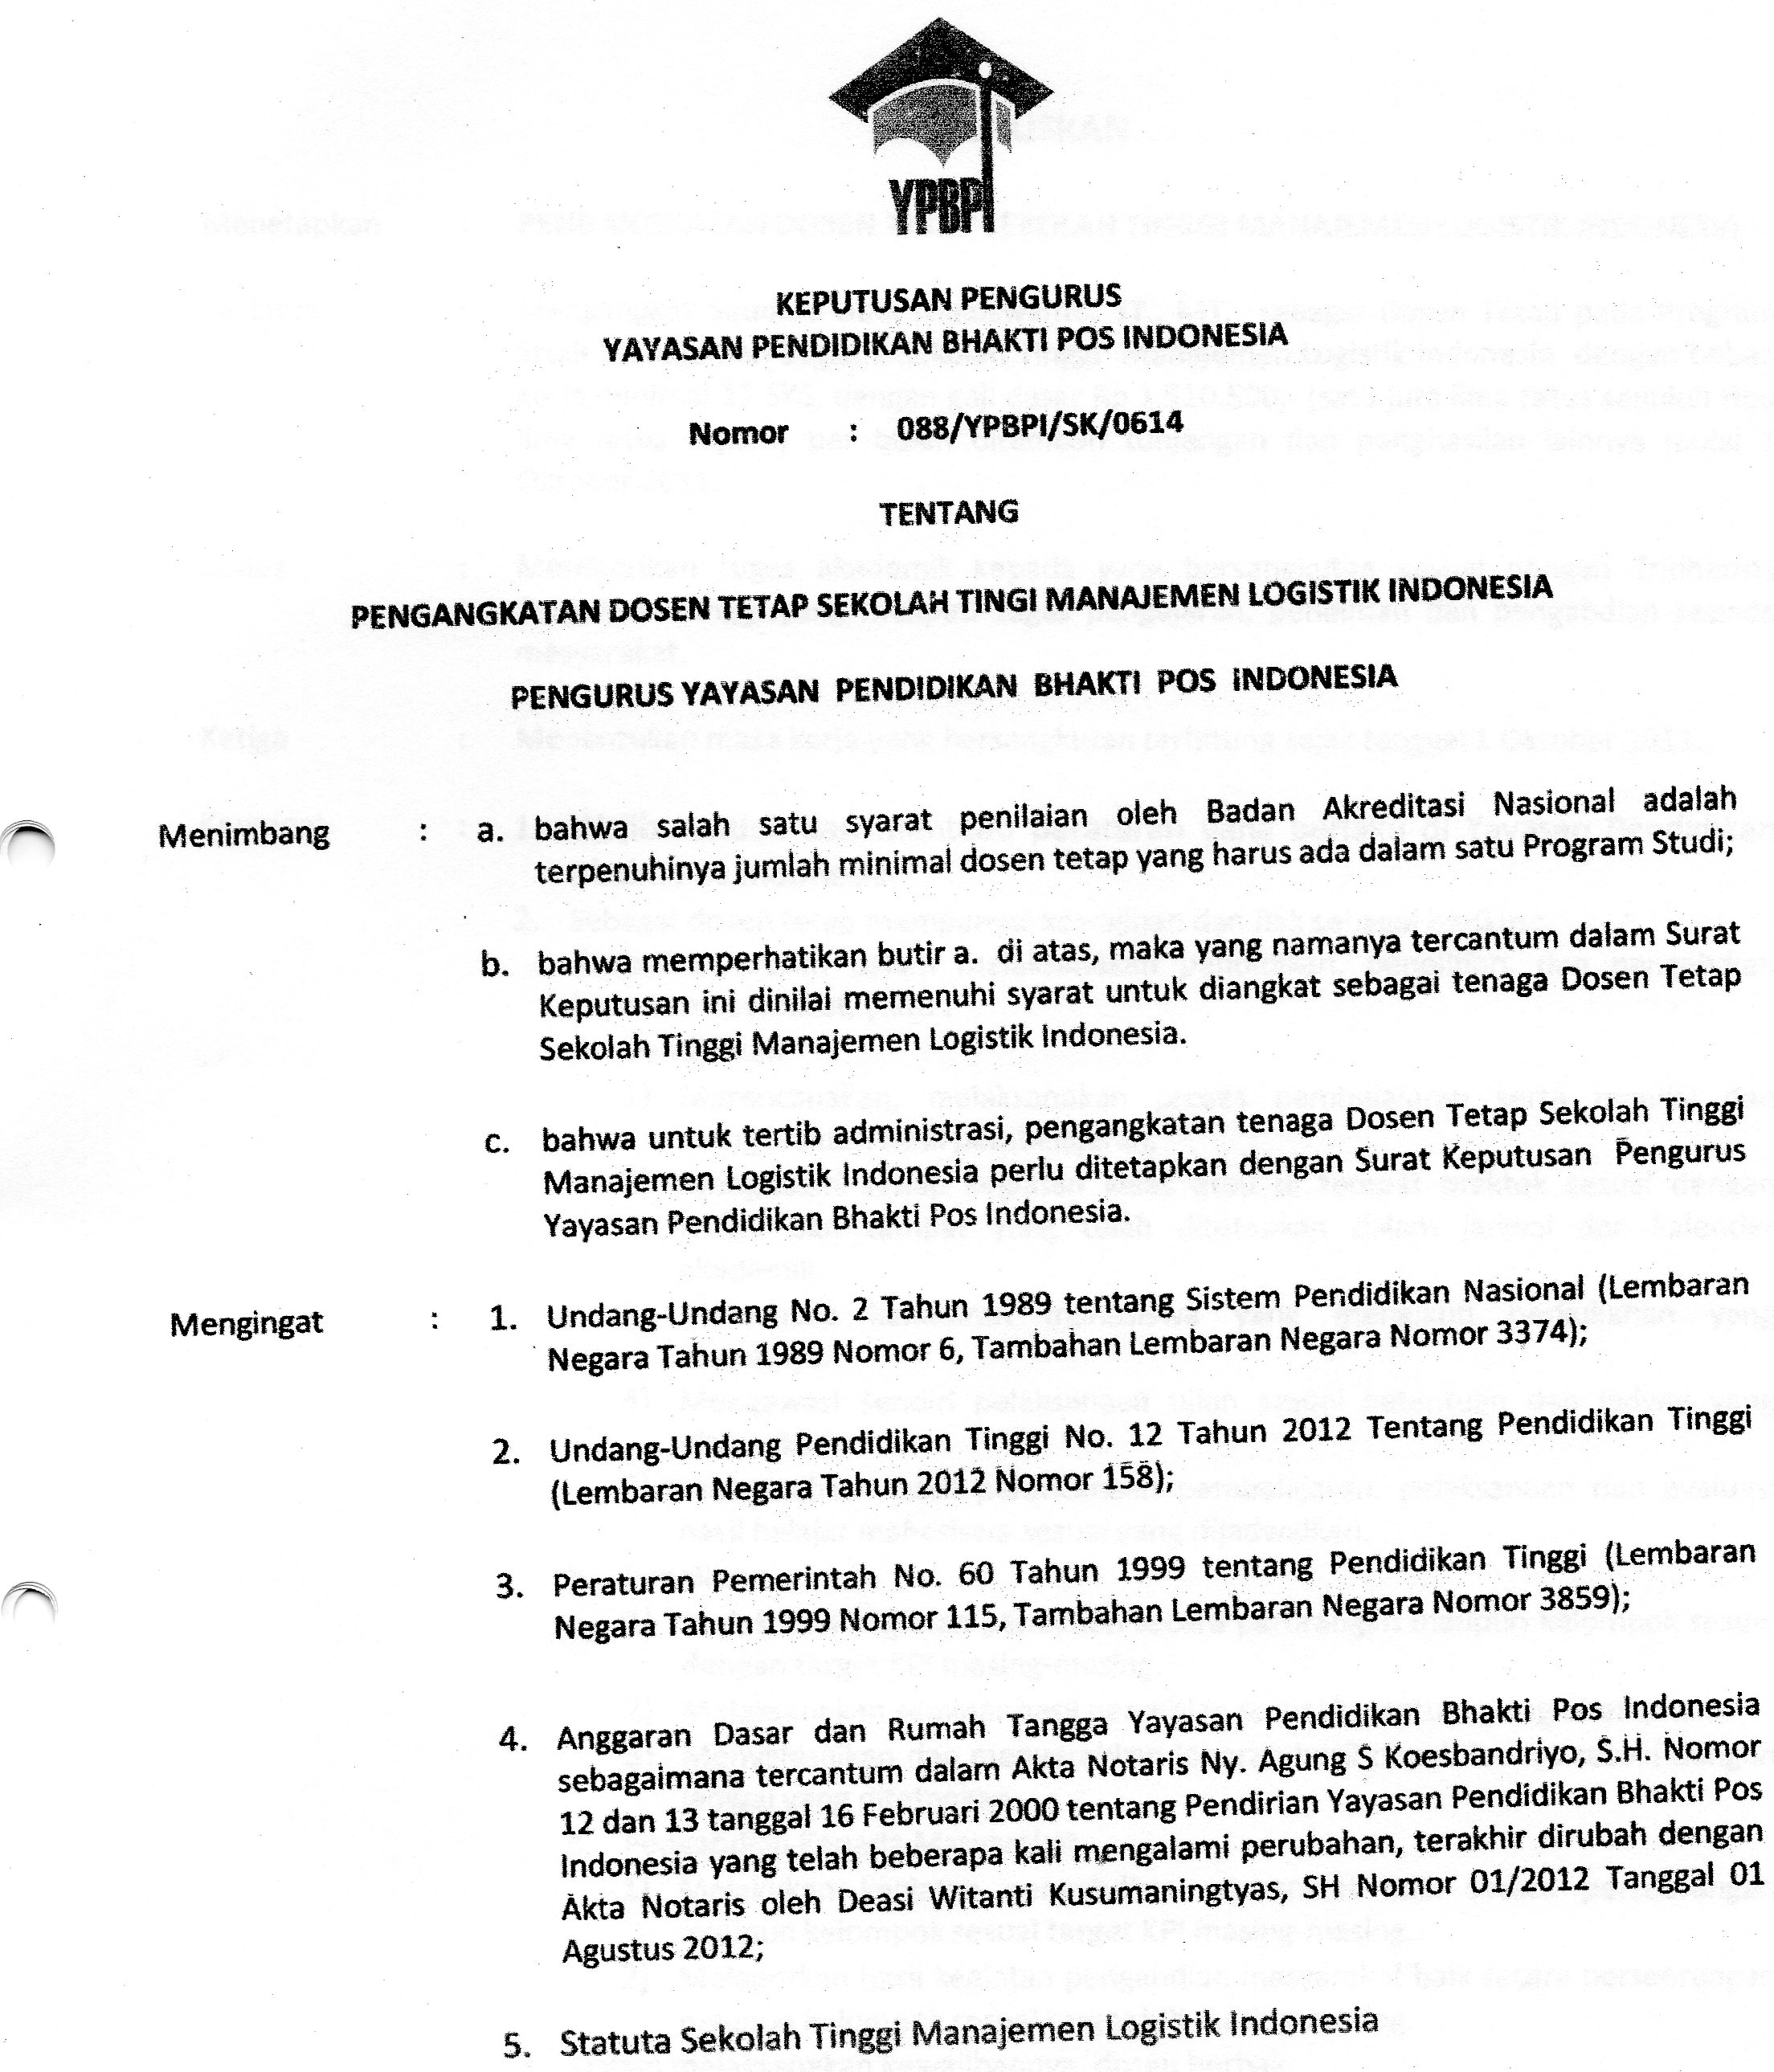 YPBPI
KEPUTUSAN PENGURUS
YAYASAN PENDIDIKAN BHAKTI POS INDONESIA
Nomor : 088/YPBPI/SK/0614
TENTANG
PENGANGKATAN DOSEN TETAP SEKOLAH TINGI MANAJEMEN LOGISTIK INDONESIA
PENGURUS YAYASAN PENDIDIKAN BHAKTI POS INDONESIA
Menimbang : a. bahwa salah satu syarat penilaian oleh Badan Akreditasi Nasional adalah
terpenuhinya jumlah minimal dosen tetap yang harus ada dalam satu Program Studi;
b. bahwa memperhatikan butir a. di atas, maka yang namanya tercantum dalam Surat
Keputusan ini dinilai memenuhi syarat untuk diangkat sebagai tenaga Dosen Tetap
Sekolah Tinggi Manajemen Logistik Indonesia.
c. bahwa untuk tertib administrasi, pengangkatan tenaga Dosen Tetap Sekolah Tinggi
Manajemen Logistik Indonesia perlu ditetapkan dengan Surat Keputusan Pengurus
Yayasan Pendidikan Bhakti Pos Indonesia.
Mengingat : 1. Undang-Undang No. 2 Tahun 1989 tentang Sistem Pendidikan Nasional (Lembaran
Negara Tahun 1989 Nomor 6, Tambahan Lembaran Negara Nomor 3374);
2. Undang-Undang Pendidikan Tinggi No. 12 Tahun 2012 Tentang Pendidikan Tinggi
(Lembaran Negara Tahun 2012 Nomor 158);
3. Peraturan Pemerintah No. 60 Tahun 1999 tentang Pendidikan Tinggi (Lembaran
Negara Tahun 1999 Nomor 115, Tambahan Lembaran Negara Nomor 3859);
4. Anggaran Dasar dan Rumah Tangga Yayasan Pendidikan Bhakti Pos Indonesia
sebagaimana tercantum dalam Akta Notaris Ny. Agung S Koesbandriyo, S.H. Nomor
12 dan 13 tanggal 16 Februari 2000 tentang Pendirian Yayasan Pendidikan Bhakti Pos
Indonesia yang telah beberapa kali mengalami perubahan, terakhir dirubah dengan
Akta Notaris oleh Deasi Witanti Kusumaningtyas, SH Nomor 01/2012 Tanggal 01
Agustus 2012;
5. Statuta Sekolah Tinggi Manajemen Logistik Indonesia